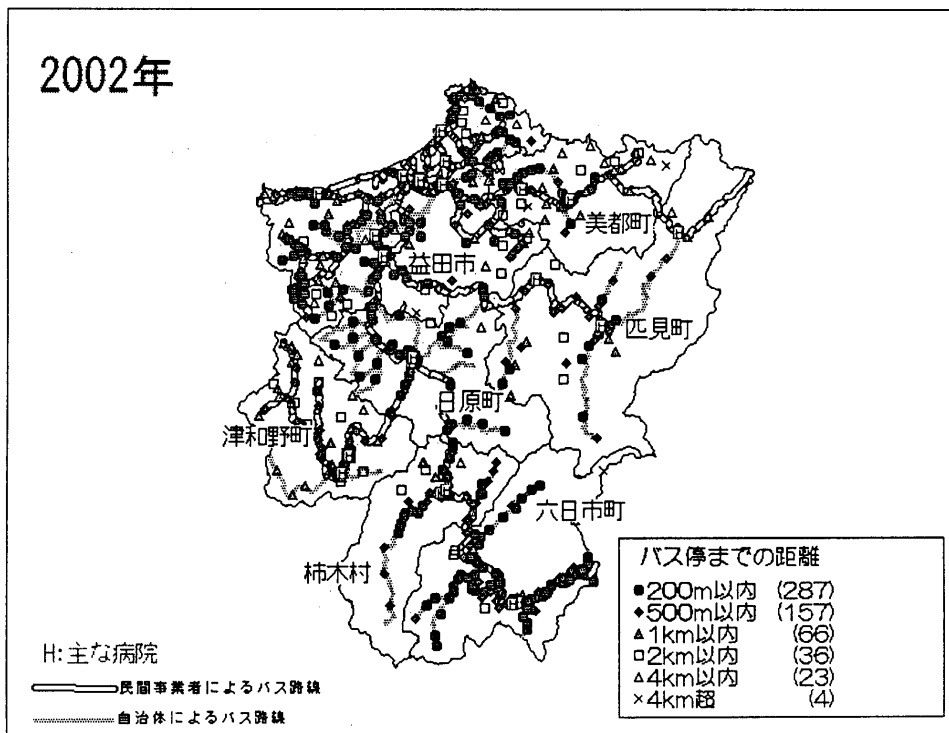 2002年
美都町
益田市
匹見町
日原町
津和野町
六日市町
柿木村
バス停までの距離
200m以内 (287)
500m以内 (157)
1km以内 (66)
2km以内 (36)
4km以内 (23)
4km超 (4)
H:主な病院
民間事業者によるバス路線
自治体によるバス路線